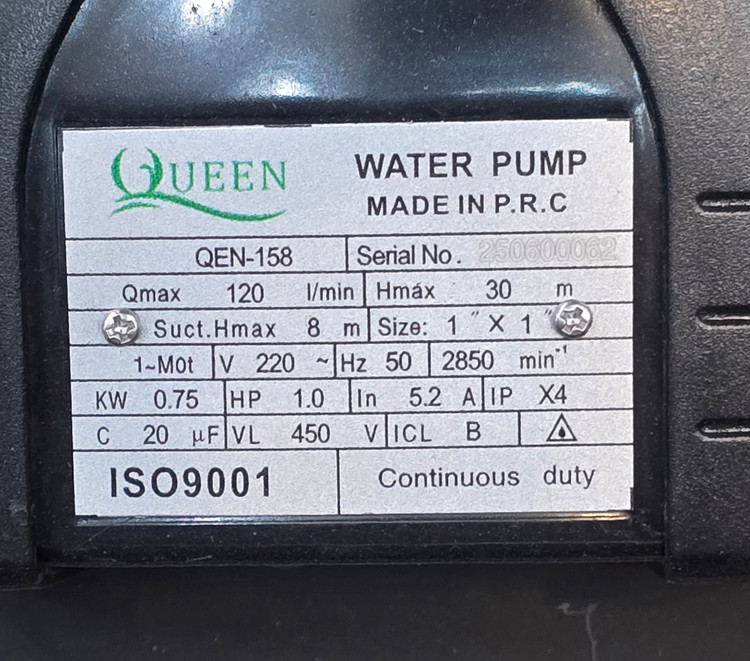 QUEEN
WATER PUMP
MADE IN P.R.C
QEN-158 Serial No. 250600062
Qmax 120 l/min Hmáx 30 m
Suct.Hmax 8 m Size: 1" X 1"
1~Mot V 220 ~ Hz 50 2850 min⁻¹
KW 0.75 HP 1.0 In 5.2 A IP X4
C 20 µF VL 450 V ICL B
ISO9001 Continuous duty